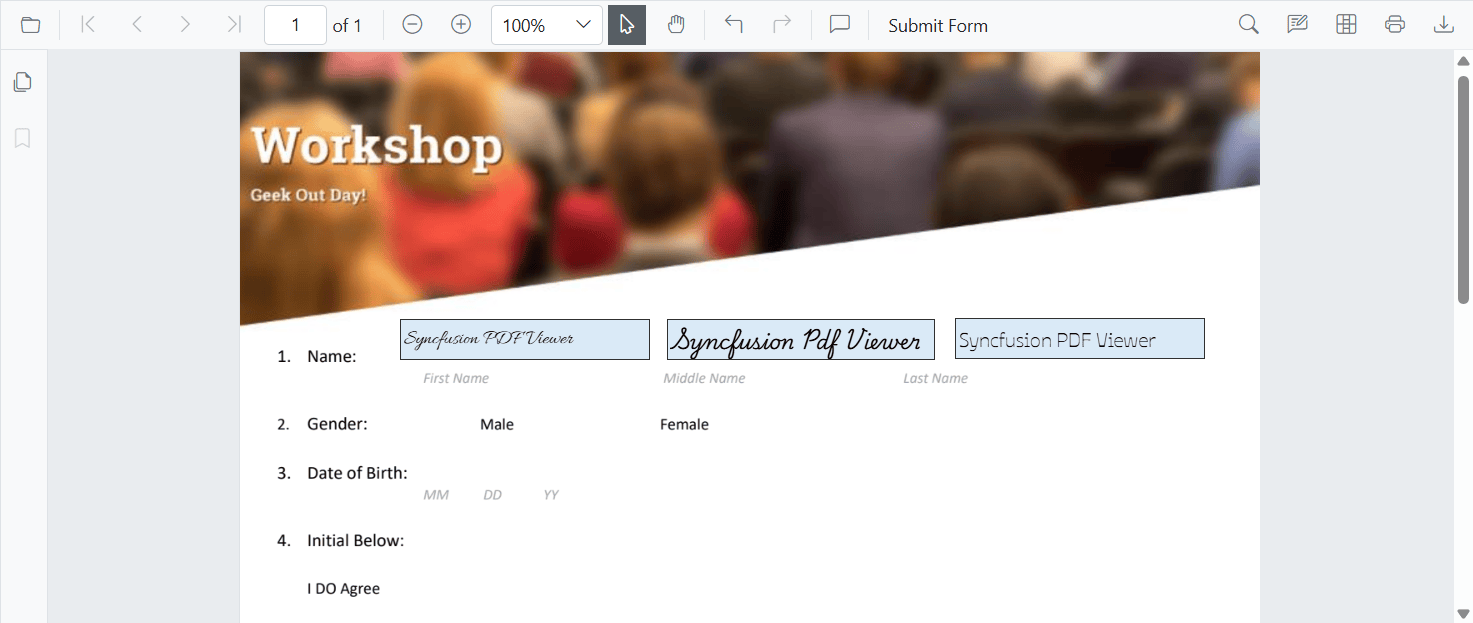 1 of 1 100% Submit Form
Workshop
Geek Out Day!
1. Name: Syncfusion PDF Viewer Syncfusion Pdf Viewer Syncfusion PDF Viewer
First Name Middle Name Last Name
2. Gender: Male Female
3. Date of Birth:
MM DD YY
4. Initial Below:
I DO Agree